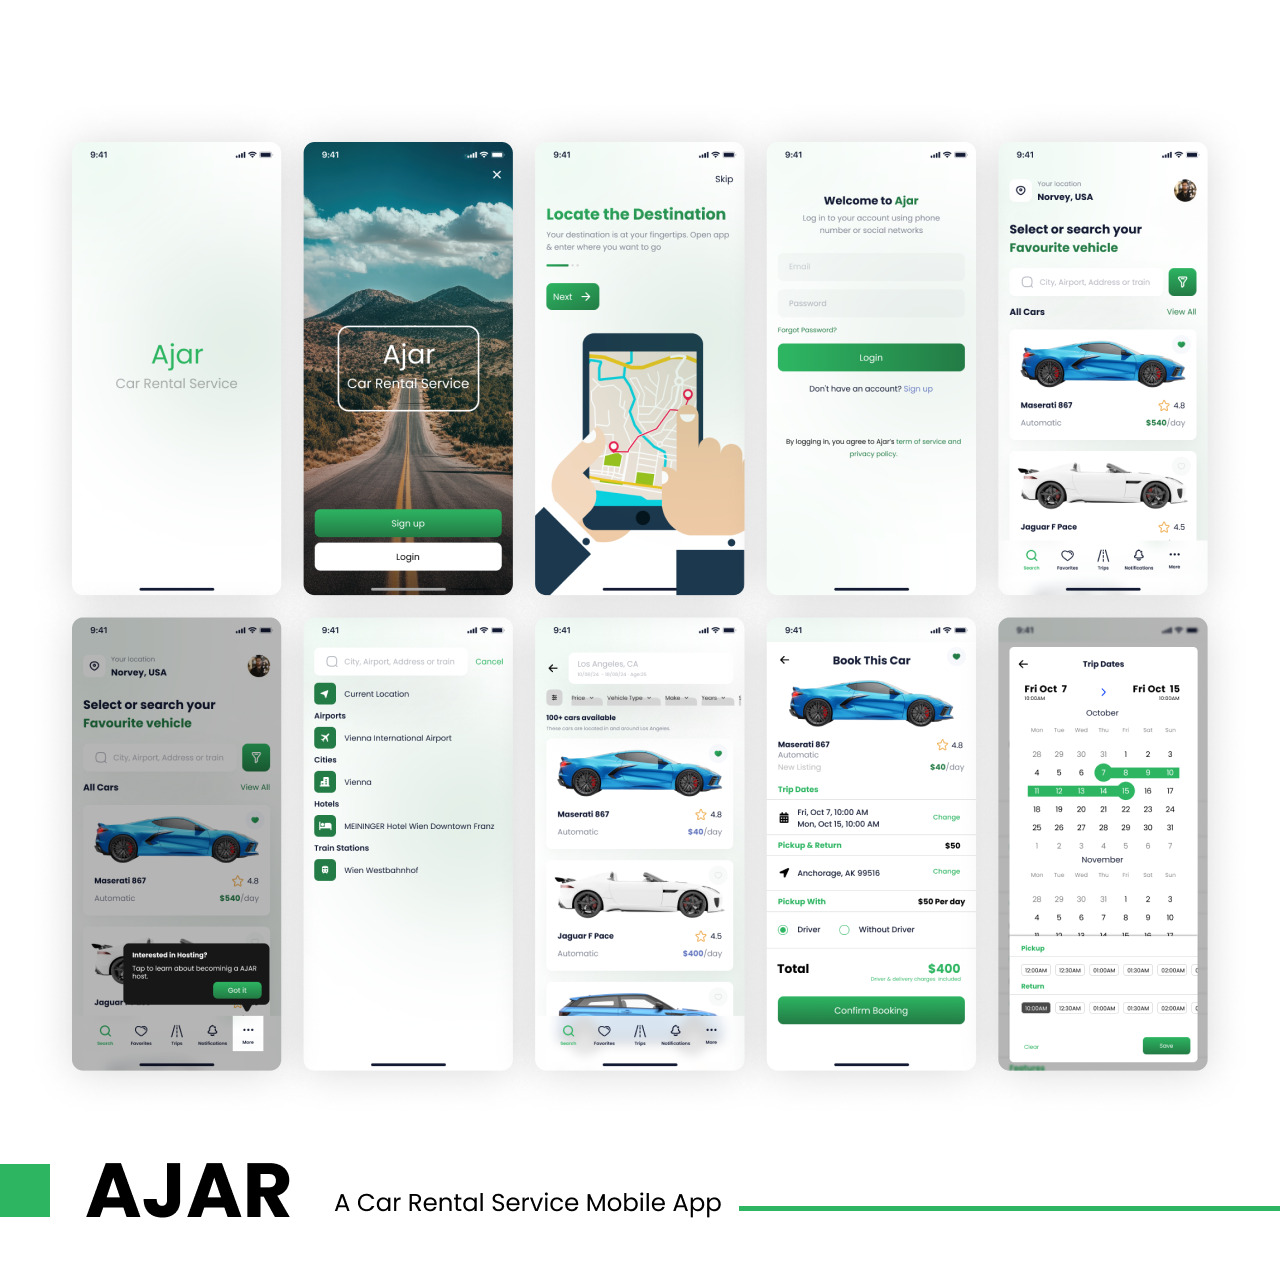 9:41
Ajar
Car Rental Service
9:41
Ajar
Car Rental Service
Sign up
Login
9:41
Skip
Locate the Destination
Your destination is at your fingertips. Open app
& enter where you want to go
Next
9:41
Welcome to Ajar
Log in to your account using phone
number or social networks
Email
Password
Forgot Password?
Login
Don't have an account? Sign up
By logging in, you agree to Ajar's term of service and
privacy policy.
9:41
Your location
Norvey, USA
Select or search your
Favourite vehicle
City, Airport, Address or train
All Cars View All
Maserati 867 4.8
Automatic $540/day
Jaguar F Pace 4.5
Search Favorites Trips Notifications More
9:41
Your location
Norvey, USA
Select or search your
Favourite vehicle
City, Airport, Address or train
All Cars View All
Maserati 867 4.8
Automatic $540/day
Interested in Hosting?
Tap to learn about becominig a AJAR
host.
Got it
Jaguar
Search Favorites Trips Notifications More
9:41
City, Airport, Address or train Cancel
Current Location
Airports
Vienna International Airport
Cities
Vienna
Hotels
MEININGER Hotel Wien Downtown Franz
Train Stations
Wien Westbahnhof
9:41
Los Angeles, CA
Price Vehicle Type Make Years
100+ cars available
These cars are located in and around Los Angeles.
Maserati 867 4.8
Automatic $40/day
Jaguar F Pace 4.5
Automatic $400/day
Search Favorites Trips Notifications More
9:41
Book This Car
Maserati 867 4.8
Automatic
New Listing $40/day
Trip Dates
Fri, Oct 7, 10:00 AM
Mon, Oct 15, 10:00 AM
Change
Pickup & Return $50
Anchorage, AK 99516 Change
Pickup With $50 Per day
Driver Without Driver
Total $400
Driver & delivery charges included
Confirm Booking
9:41
Trip Dates
Fri Oct 7 Fri Oct 15
10:00AM 10:00AM
October
Mon Tue Wed Thu Fri Sat Sun
28 29 30 31 1 2 3
4 5 6 7 8 9 10
11 12 13 14 15 16 17
18 19 20 21 22 23 24
25 26 27 28 29 30 31
1 2 3 4 5 6 7
November
Mon Tue Wed Thu Fri Sat Sun
28 29 30 31 1 2 3
4 5 6 7 8 9 10
11 12 13 14 15 16 17
Pickup
12:00AM 12:30AM 01:00AM 01:30AM 02:00AM
Return
10:00AM 12:30AM 01:00AM 01:30AM 02:00AM
Clear Save
Features
AJAR
A Car Rental Service Mobile App